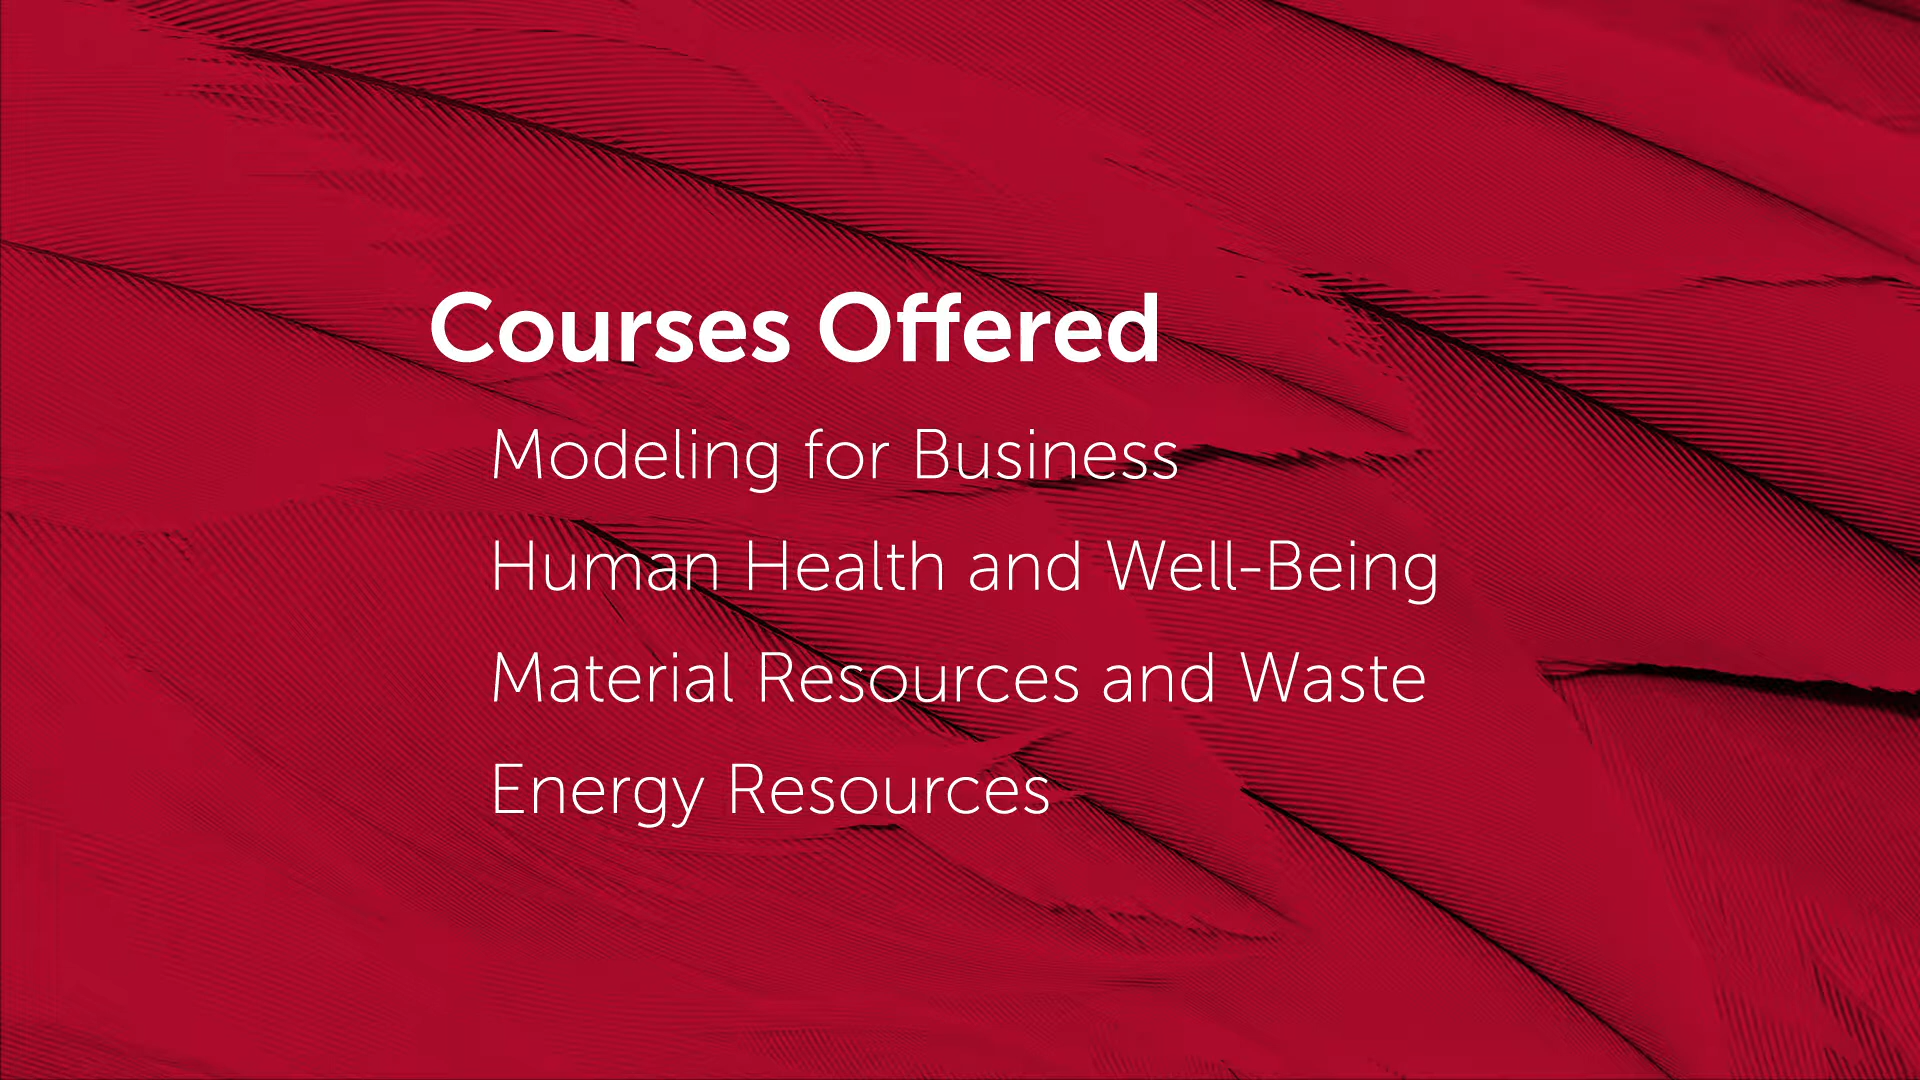 Courses Offered
Modeling for Business
Human Health and Well-Being
Material Resources and Waste
Energy Resources